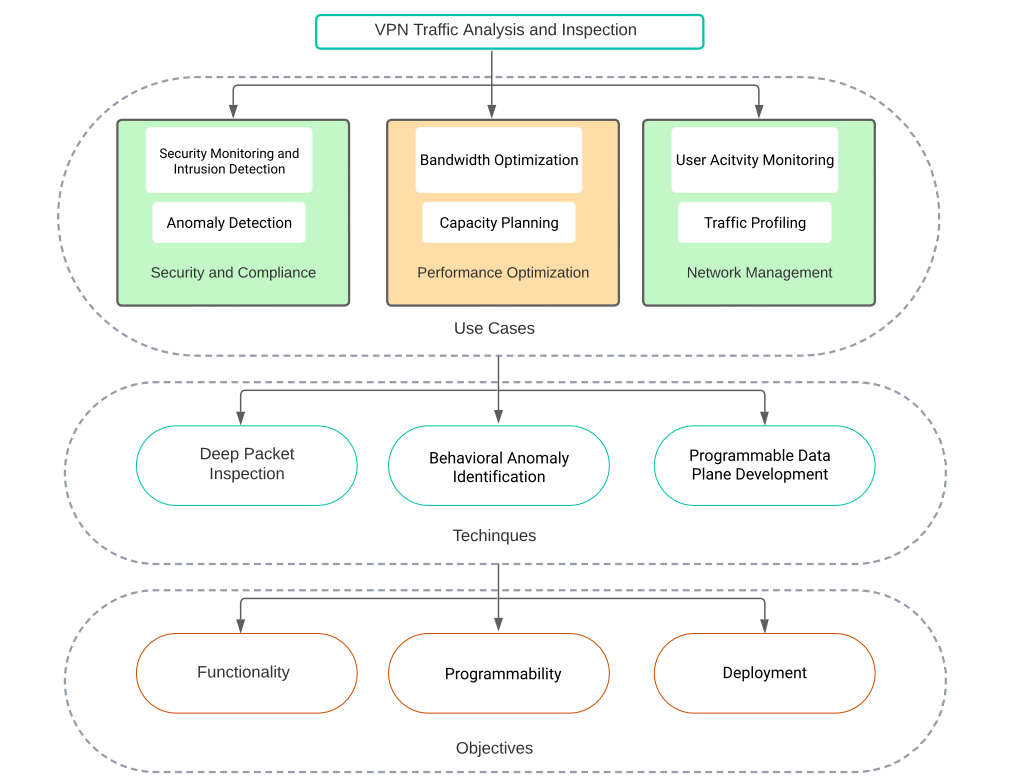 VPN Traffic Analysis and Inspection
Security Monitoring and
Intrusion Detection
Anomaly Detection
Security and Compliance
Bandwidth Optimization
Capacity Planning
Performance Optimization
User Acitvity Monitoring
Traffic Profiling
Network Management
Use Cases
Deep Packet
Inspection
Behavioral Anomaly
Identification
Programmable Data
Plane Development
Techinques
Functionality
Programmability
Deployment
Objectives